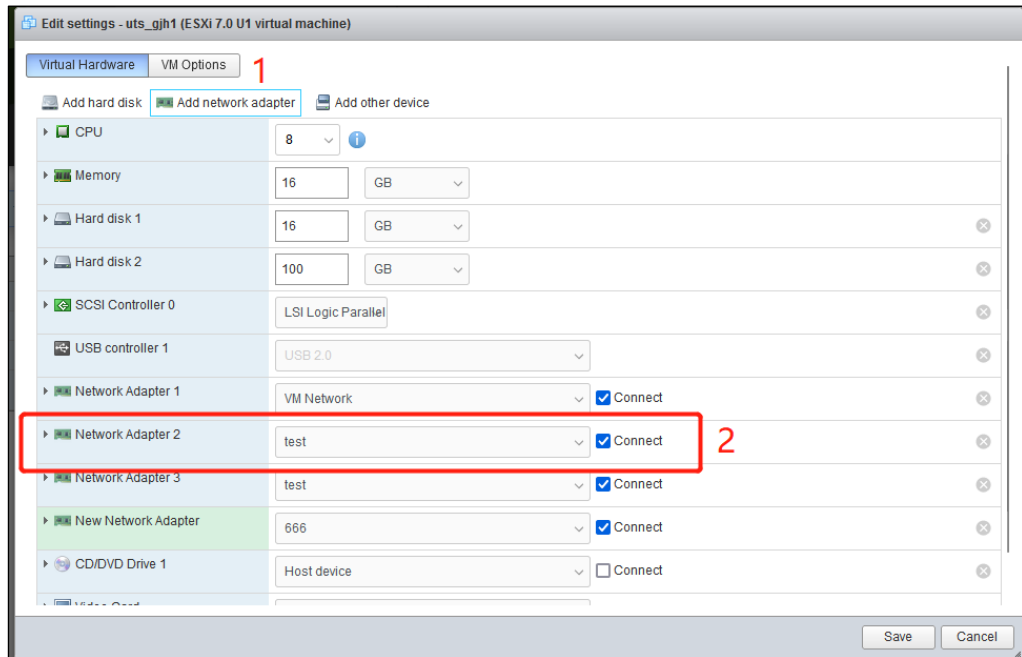 Edit settings - uts_gjh1 (ESXi 7.0 U1 virtual machine)
Virtual Hardware VM Options 1
Add hard disk Add network adapter Add other device
CPU 8
Memory 16 GB
Hard disk 1 16 GB
Hard disk 2 100 GB
SCSI Controller 0 LSI Logic Parallel
USB controller 1 USB 2.0
Network Adapter 1 VM Network Connect
Network Adapter 2 test Connect 2
Network Adapter 3 test Connect
New Network Adapter 666 Connect
CD/DVD Drive 1 Host device Connect
Video Card
Save Cancel